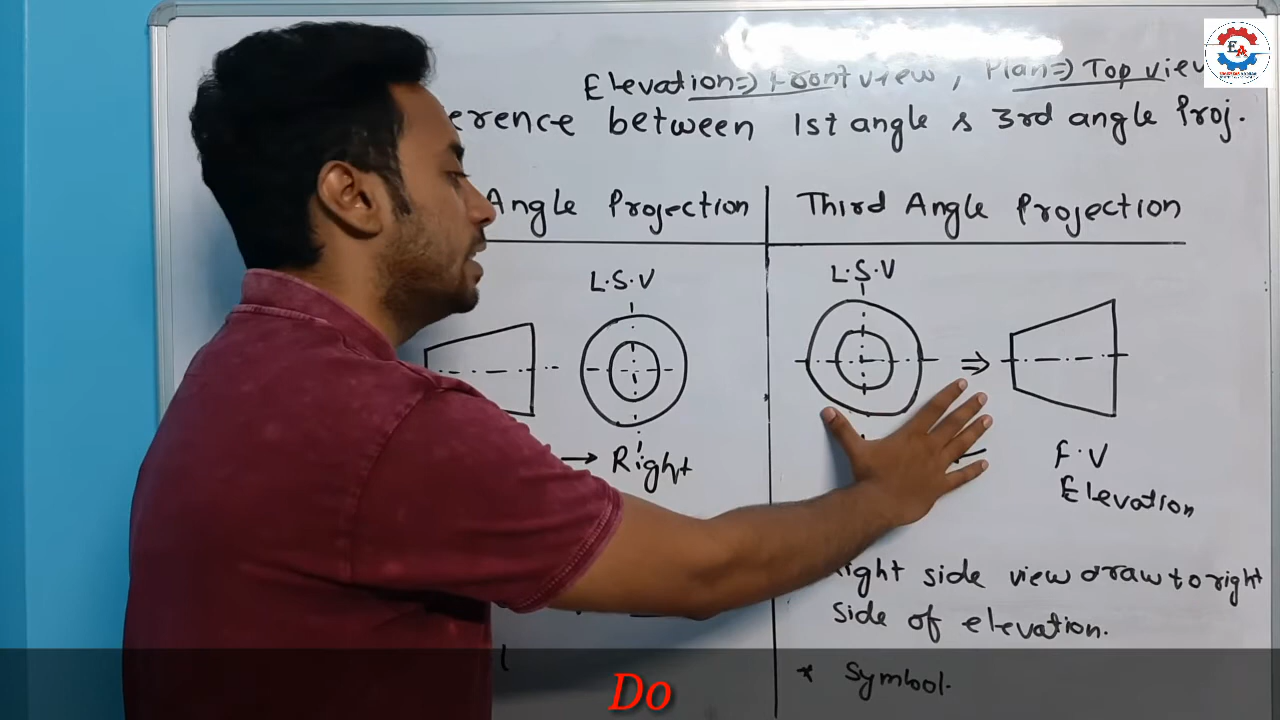 Elevation => Front view, Plan => Top view
erence between 1st angle & 3rd angle Proj.
Angle Projection
Third Angle Projection
L.S.V
L.S.V
=>
→ Right
F.V
Elevation
ight side view draw to right
side of elevation.
* Symbol.
Do
EA